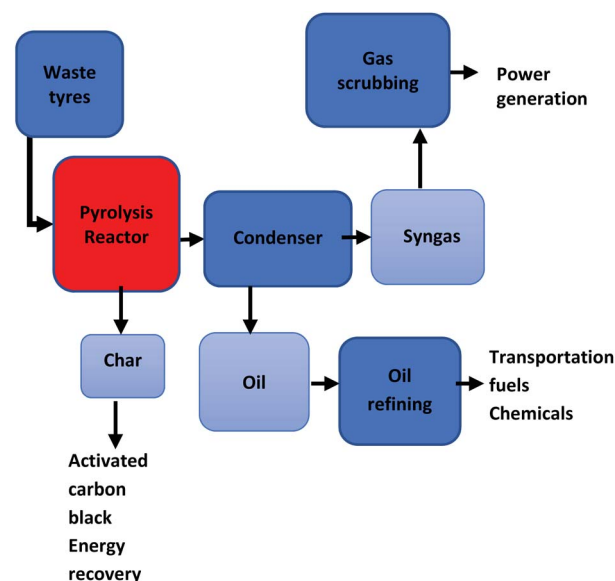 Waste
tyres
Gas
scrubbing
Power
generation
Pyrolysis
Reactor
Condenser
Syngas
Char
Oil
Oil
refining
Transportation
fuels
Chemicals
Activated
carbon
black
Energy
recovery